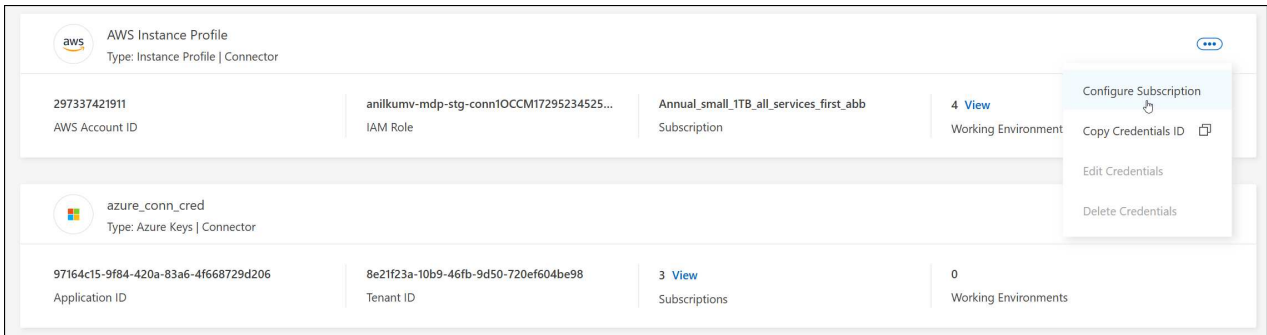 aws
AWS Instance Profile
Type: Instance Profile | Connector
297337421911
AWS Account ID
anilkumv-mdp-stg-conn1OCCM17295234525...
IAM Role
Annual_small_1TB_all_services_first_abb
Subscription
4 View
Working Environment
Configure Subscription
Copy Credentials ID
Edit Credentials
Delete Credentials
azure_conn_cred
Type: Azure Keys | Connector
97164c15-9f84-420a-83a6-4f668729d206
Application ID
8e21f23a-10b9-46fb-9d50-720ef604be98
Tenant ID
3 View
Subscriptions
0
Working Environments